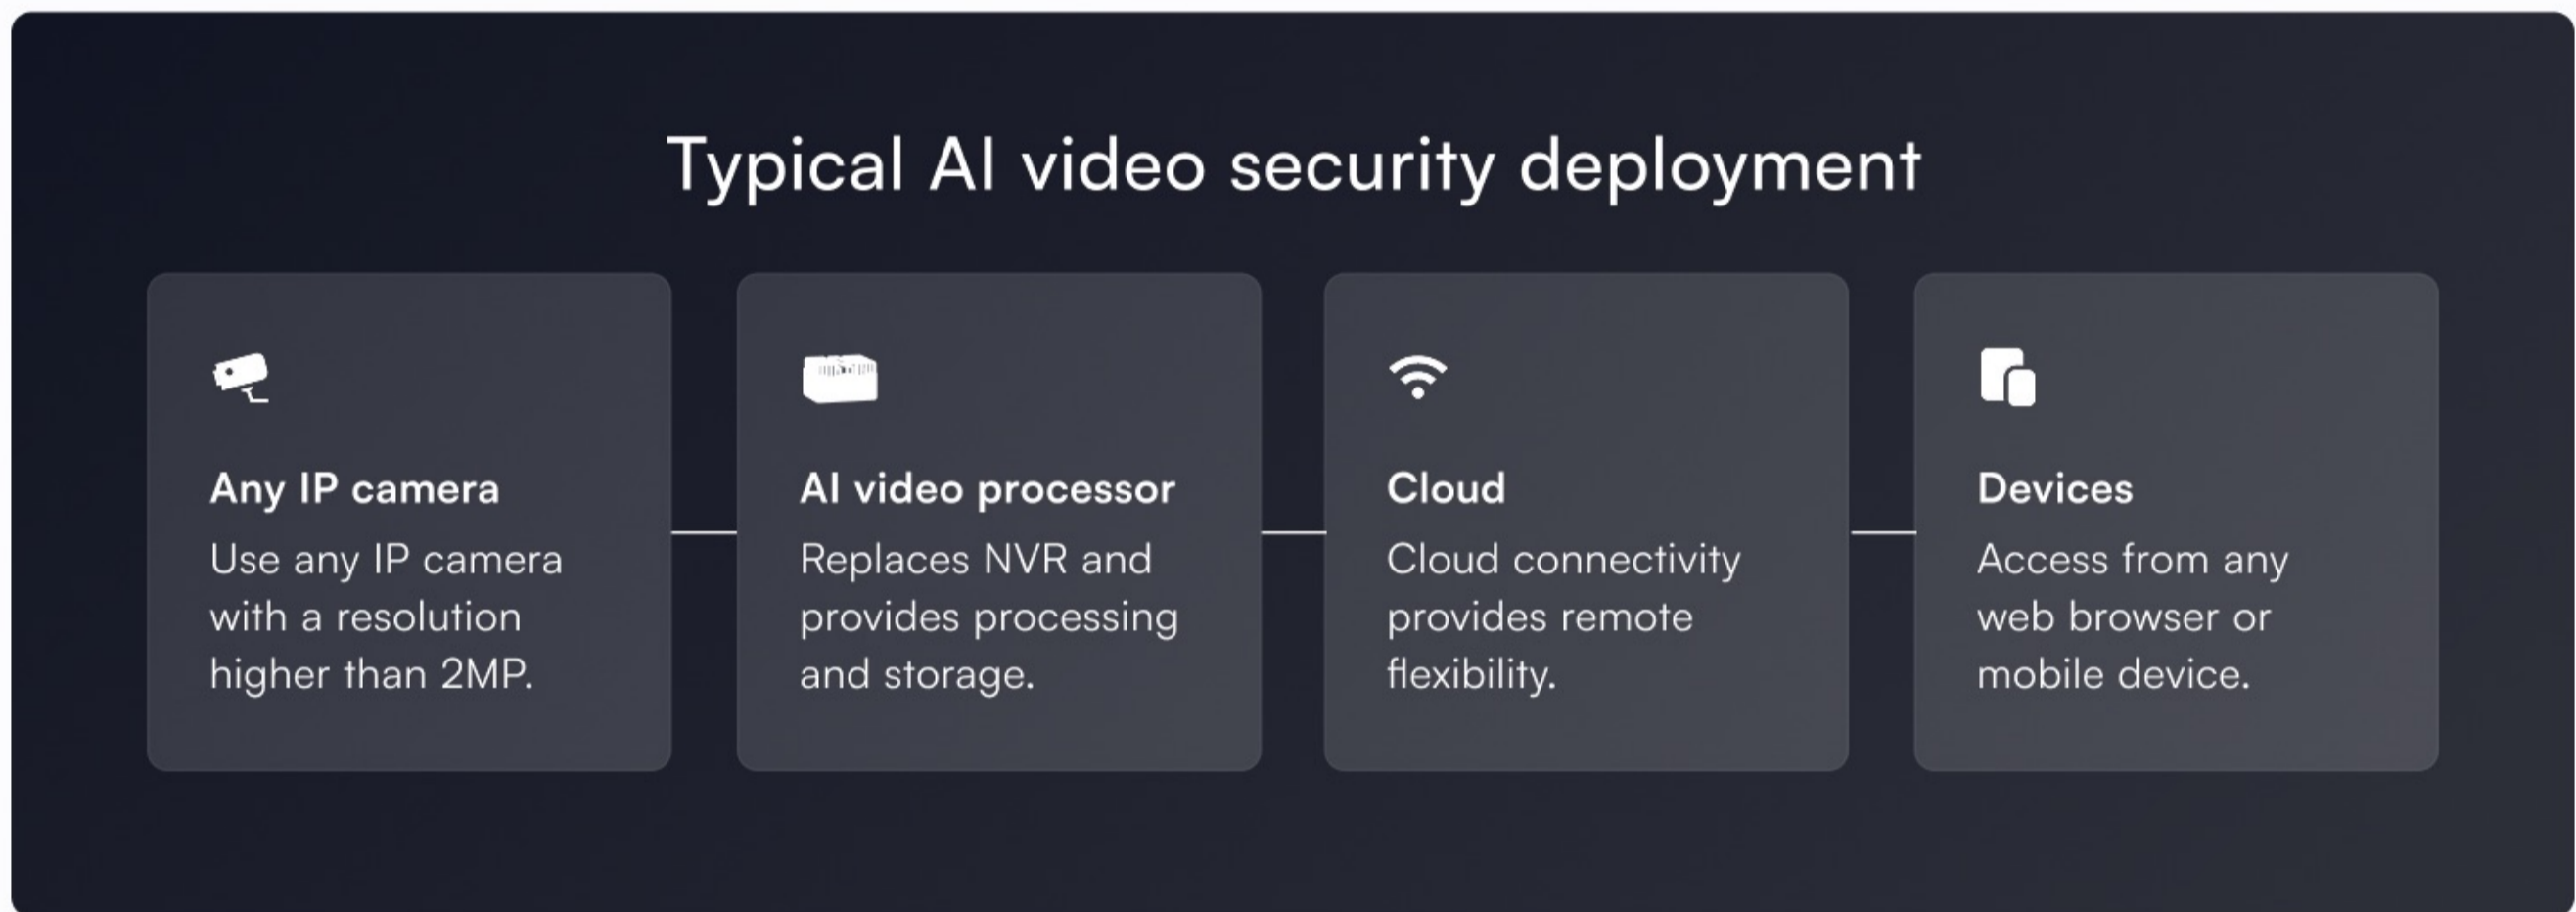 Typical AI video security deployment
Any IP camera
Use any IP camera
with a resolution
higher than 2MP.
AI video processor
Replaces NVR and
provides processing
and storage.
Cloud
Cloud connectivity
provides remote
flexibility.
Devices
Access from any
web browser or
mobile device.